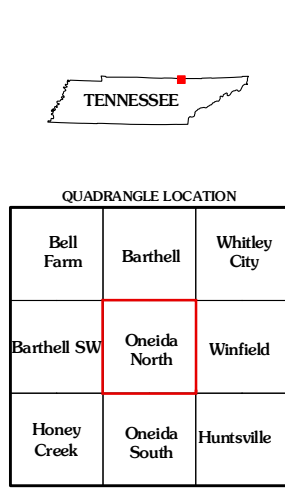 TENNESSEE
QUADRANGLE LOCATION
Bell
Farm
Barthell
Whitley
City
Barthell SW
Oneida
North
Winfield
Honey
Creek
Oneida
South
Huntsville